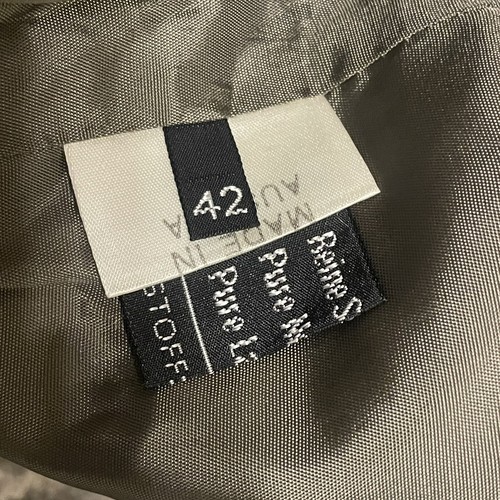 42
MADE IN
Reine S
Pure
Pure
STOFF